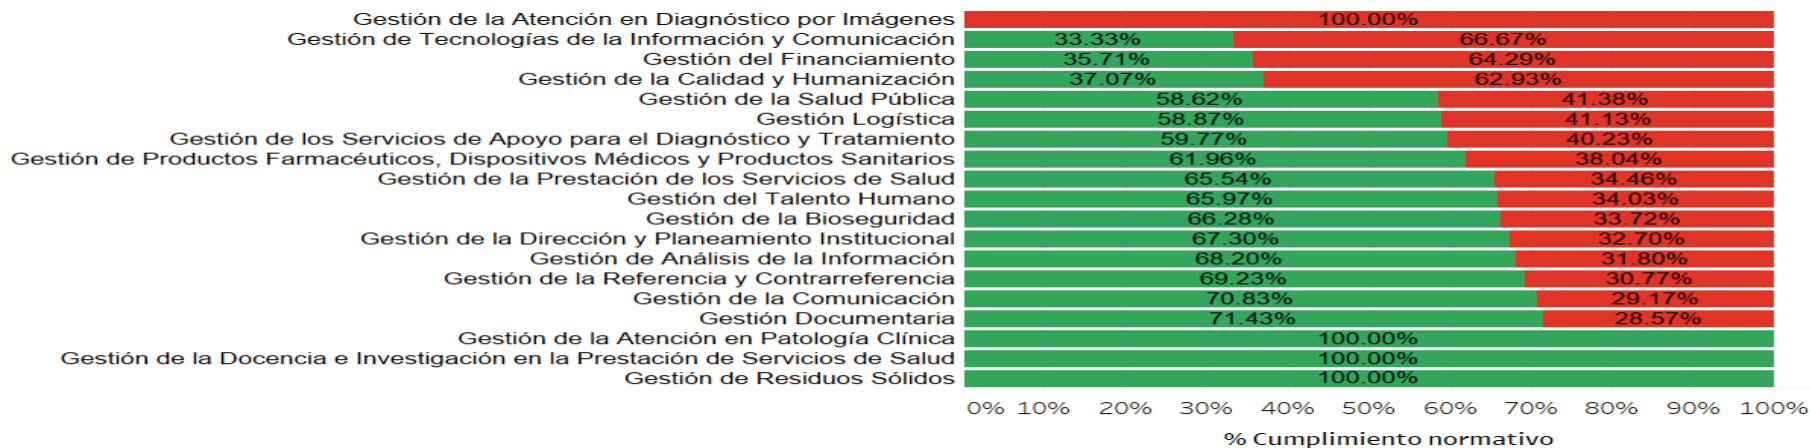 Gestión de la Atención en Diagnóstico por Imágenes 100.00%
Gestión de Tecnologías de la Información y Comunicación 33.33% 66.67%
Gestión del Financiamiento 35.71% 64.29%
Gestión de la Calidad y Humanización 37.07% 62.93%
Gestión de la Salud Pública 58.62% 41.38%
Gestión Logística 58.87% 41.13%
Gestión de los Servicios de Apoyo para el Diagnóstico y Tratamiento 59.77% 40.23%
Gestión de Productos Farmacéuticos, Dispositivos Médicos y Productos Sanitarios 61.96% 38.04%
Gestión de la Prestación de los Servicios de Salud 65.54% 34.46%
Gestión del Talento Humano 65.97% 34.03%
Gestión de la Bioseguridad 66.28% 33.72%
Gestión de la Dirección y Planeamiento Institucional 67.30% 32.70%
Gestión de Análisis de la Información 68.20% 31.80%
Gestión de la Referencia y Contrarreferencia 69.23% 30.77%
Gestión de la Comunicación 70.83% 29.17%
Gestión Documentaria 71.43% 28.57%
Gestión de la Atención en Patología Clínica 100.00%
Gestión de la Docencia e Investigación en la Prestación de Servicios de Salud 100.00%
Gestión de Residuos Sólidos 100.00%
0% 10% 20% 30% 40% 50% 60% 70% 80% 90% 100%
% Cumplimiento normativo